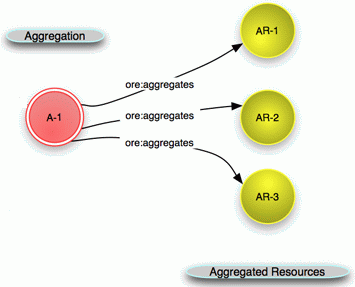 Aggregation
AR-1
ore:aggregates
A-1
ore:aggregates
AR-2
ore:aggregates
AR-3
Aggregated Resources